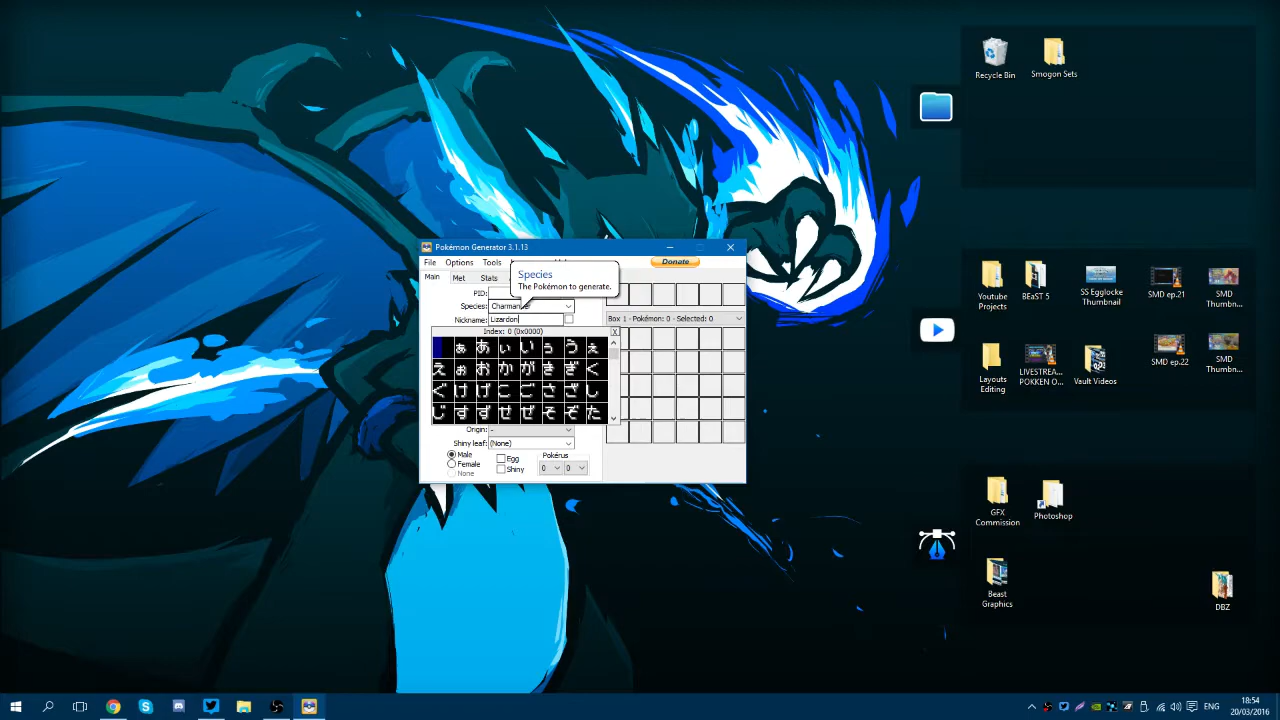 Recycle Bin
Smogon Sets
Pokémon Generator 3.1.13
File Options Tools
Donate
Main Met Stats
Species
The Pokémon to generate.
PID:
Species: Charmander
Nickname: Lizardon
Box 1 - Pokémon: 0 - Selected: 0
Index: 0 (0x0000)
X
ぁ あ ぃ い ぅ う ぇ
え ぉ お か が き ぎ く
ぐ け げ こ ご さ ざ し
じ す ず せ ぜ そ ぞ た
Origin: -
Shiny leaf: (None)
Male
Female
None
Egg
Shiny
Pokérus
0 0
Youtube
Projects
BEAST 5
SS Egglocke
Thumbnail
SMD ep.21
SMD
Thumbn...
Layouts
Editing
LIVESTREA...
POKKEN O...
Vault Videos
SMD ep.22
SMD
Thumbn...
GFX
Commission
Photoshop
Beast
Graphics
DBZ
ENG
18:54
20/03/2016